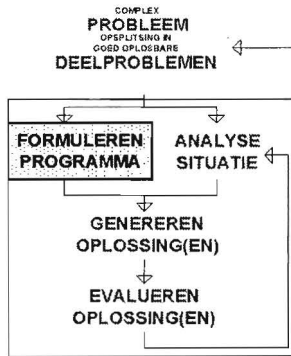 COMPLEX
PROBLEEM
OPSPLITSING IN
GOED OPLOSBARE
DEELPROBLEMEN
FORMULEREN
PROGRAMMA
ANALYSE
SITUATIE
GENEREREN
OPLOSSING(EN)
EVALUEREN
OPLOSSING(EN)